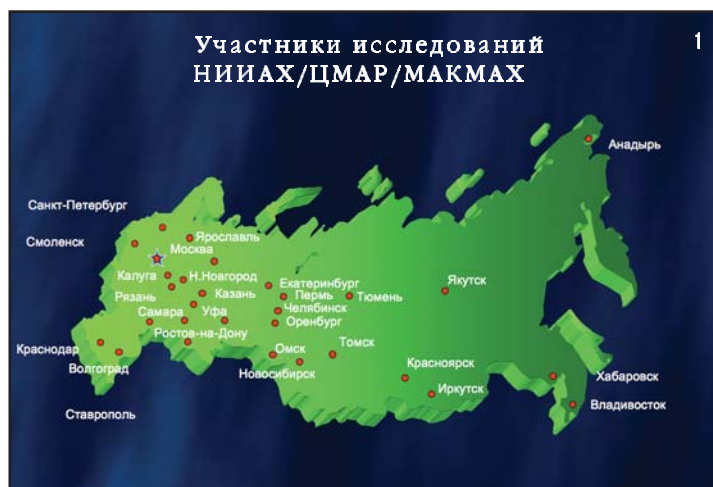 Участники исследований
НИИАХ/ЦМАР/МАКМАХ
1
Анадырь
Санкт-Петербург
Смоленск
Ярославль
Москва
Калуга
Н.Новгород
Екатеринбург
Якутск
Рязань
Казань
Пермь
Тюмень
Самара
Уфа
Челябинск
Оренбург
Ростов-на-Дону
Краснодар
Омск
Томск
Волгоград
Новосибирск
Красноярск
Хабаровск
Иркутск
Владивосток
Ставрополь